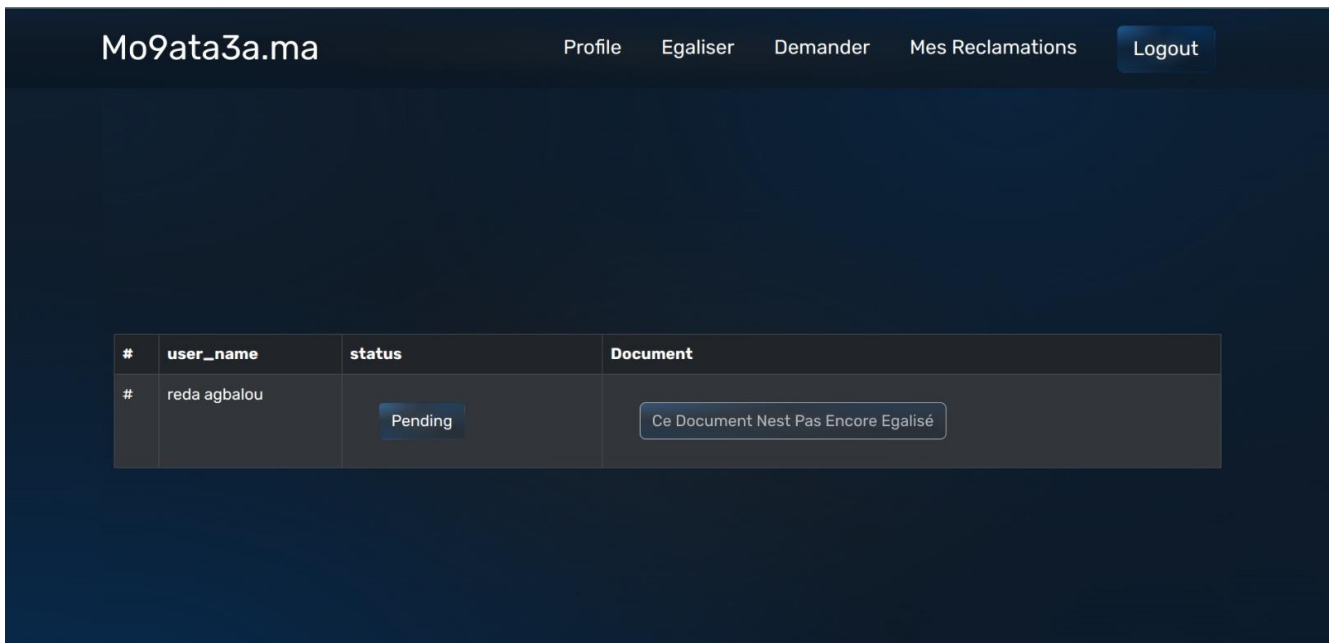 Mo9ata3a.ma Profile Egaliser Demander Mes Reclamations Logout
# user_name status Document
# reda agbalou Pending Ce Document Nest Pas Encore Egalisé